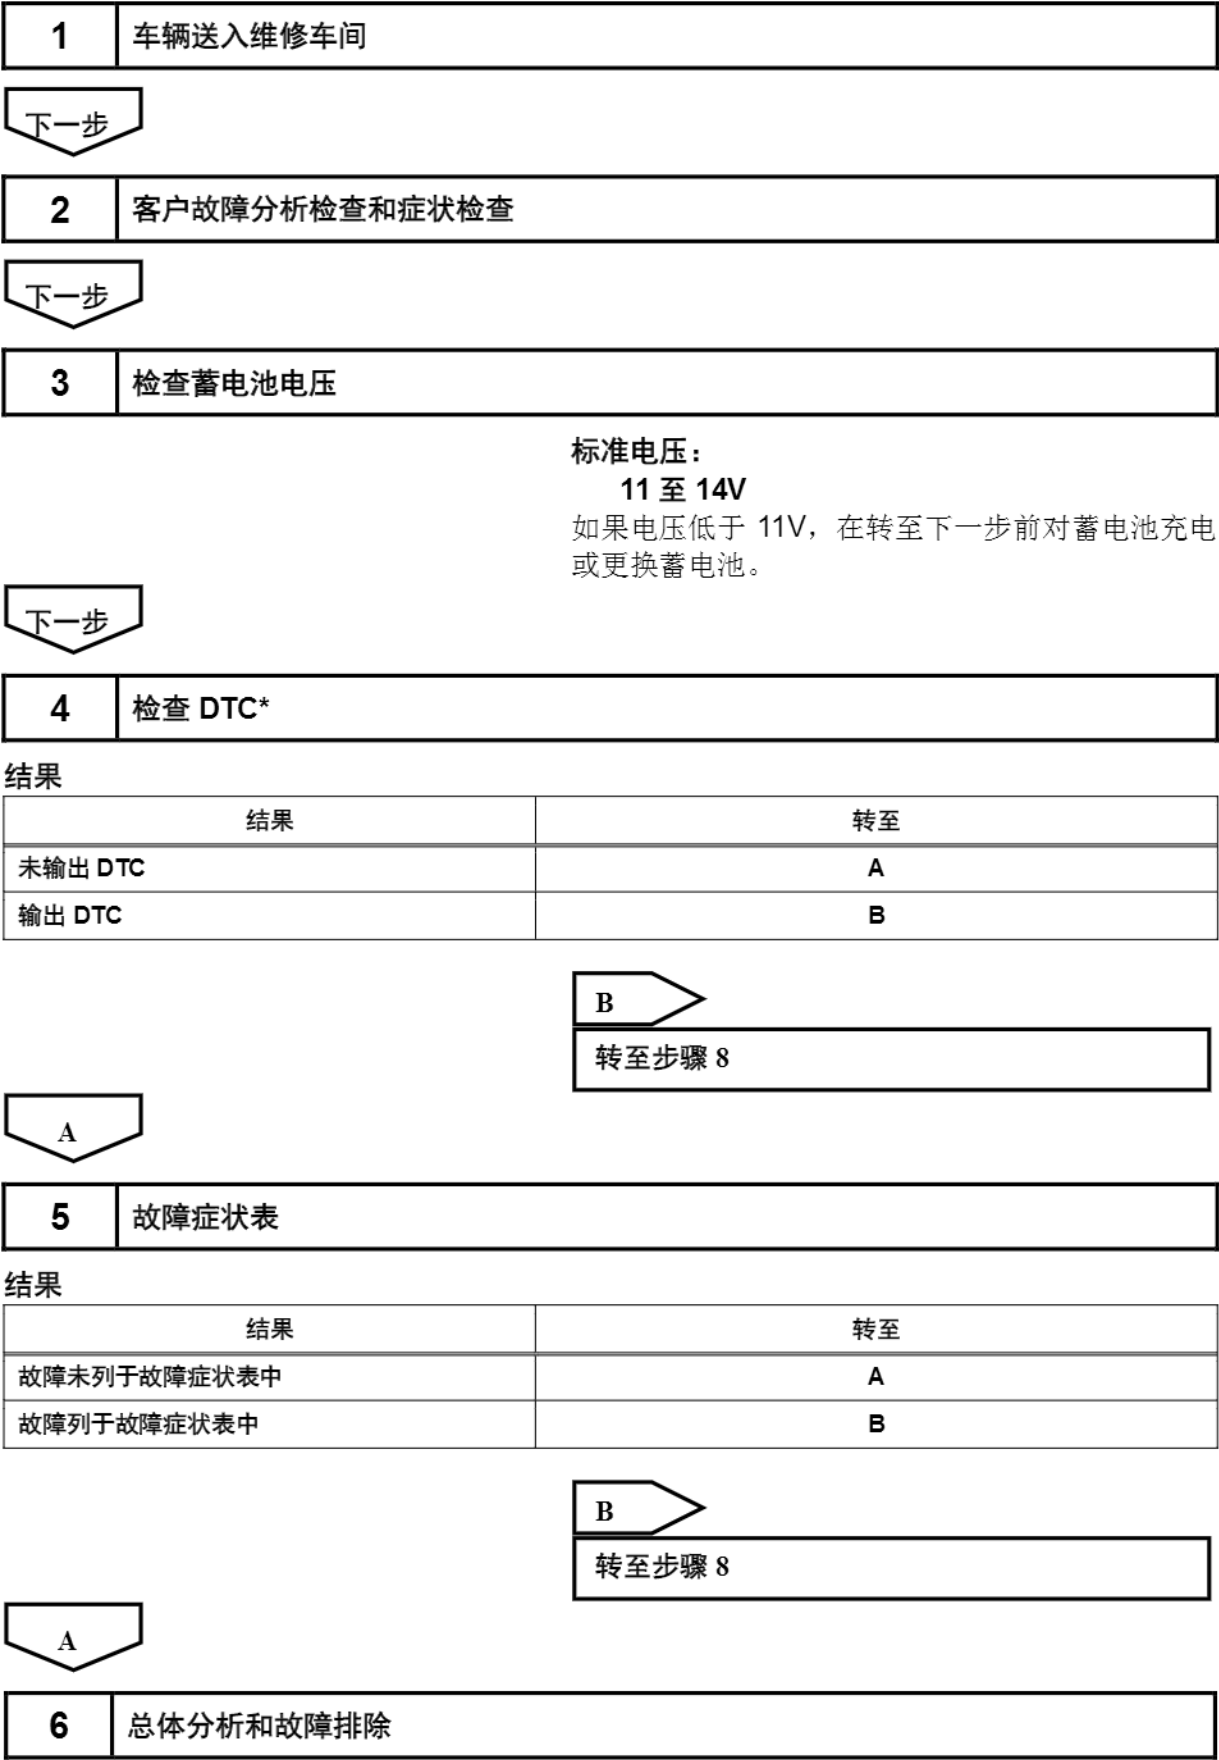 1 车辆送入维修车间
下一步
2 客户故障分析检查和症状检查
下一步
3 检查蓄电池电压
标准电压：
11 至 14V
如果电压低于 11V，在转至下一步前对蓄电池充电
或更换蓄电池。
下一步
4 检查 DTC*
结果
结果 转至
未输出 DTC A
输出 DTC B
B
转至步骤 8
A
5 故障症状表
结果
结果 转至
故障未列于故障症状表中 A
故障列于故障症状表中 B
B
转至步骤 8
A
6 总体分析和故障排除